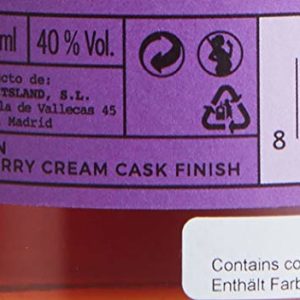 ml 40% Vol.
cto de:
TSLAND, S.L.
la de Vallecas 45
Madrid
N
RRY CREAM CASK FINISH
8
Contains co
Enthält Farb